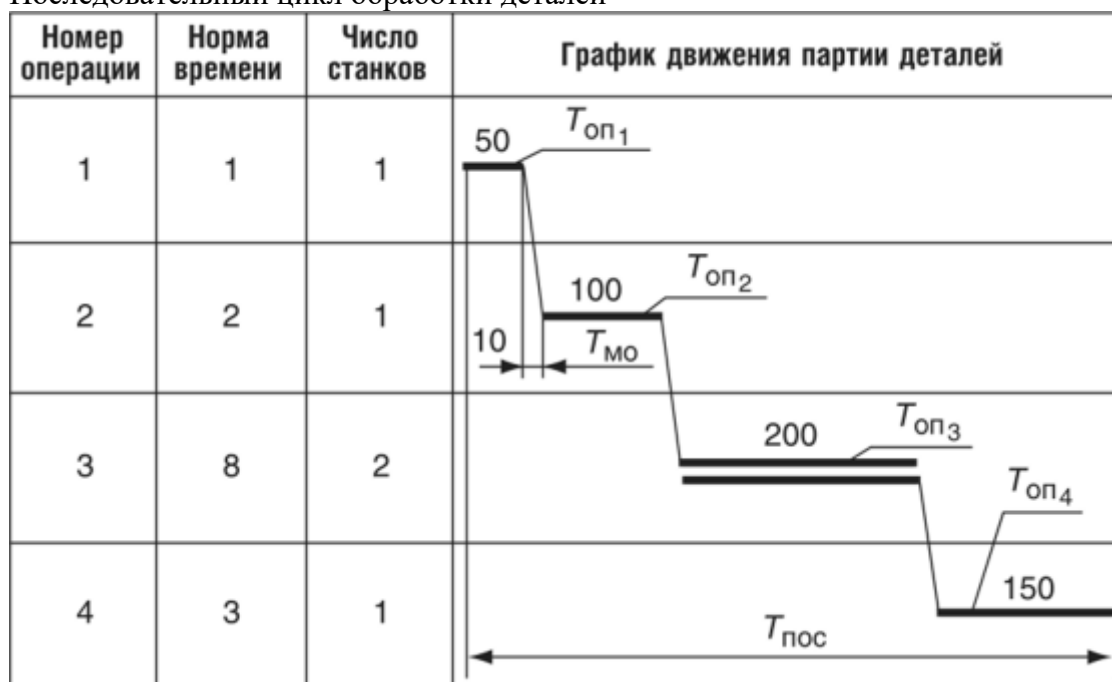 Последовательный цикл обработки деталей
Номер операции Норма времени Число станков График движения партии деталей
1 1 1 50 Tоп1
2 2 1 100 Tоп2
10 Tмо
3 8 2 200 Tоп3
Tоп4
4 3 1 150
Tпос